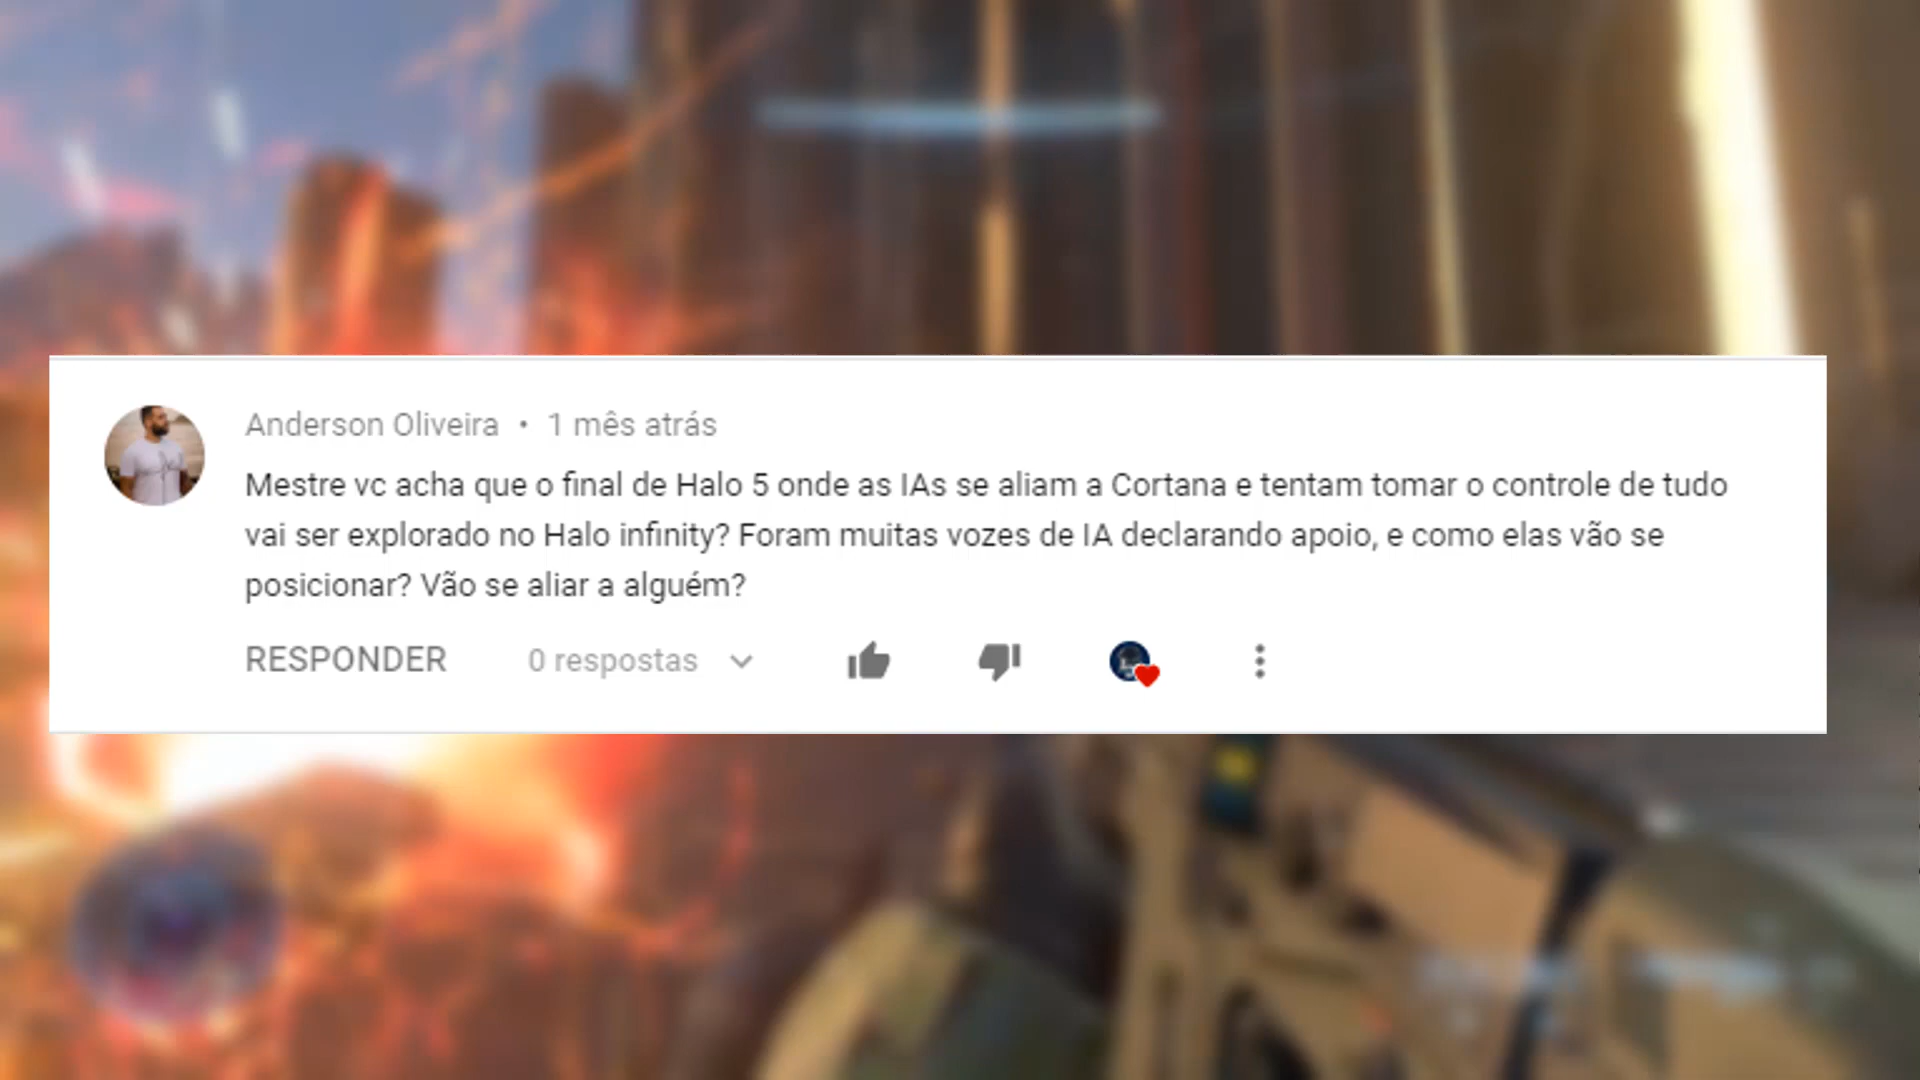 Anderson Oliveira • 1 mês atrás
Mestre vc acha que o final de Halo 5 onde as IAs se aliam a Cortana e tentam tomar o controle de tudo
vai ser explorado no Halo infinity? Foram muitas vozes de IA declarando apoio, e como elas vão se
posicionar? Vão se aliar a alguém?
RESPONDER 0 respostas